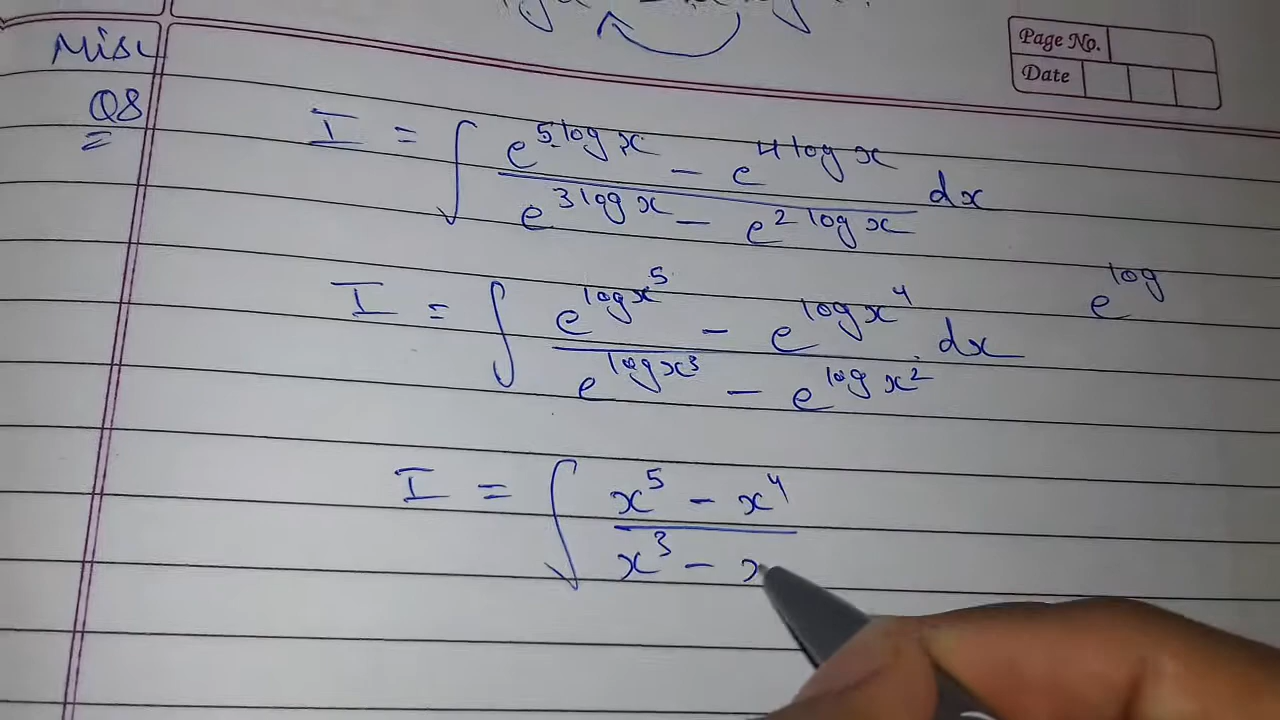 Page No.
Date
Misc
Q8
I = ∫ (e^{5 log x} - e^{4 log x}) / (e^{3 log x} - e^{2 log x}) dx
I = ∫ (e^{log x^5} - e^{log x^4}) / (e^{log x^3} - e^{log x^2}) . dx
e^{log}
I = ∫ (x^5 - x^4) / (x^3 - x